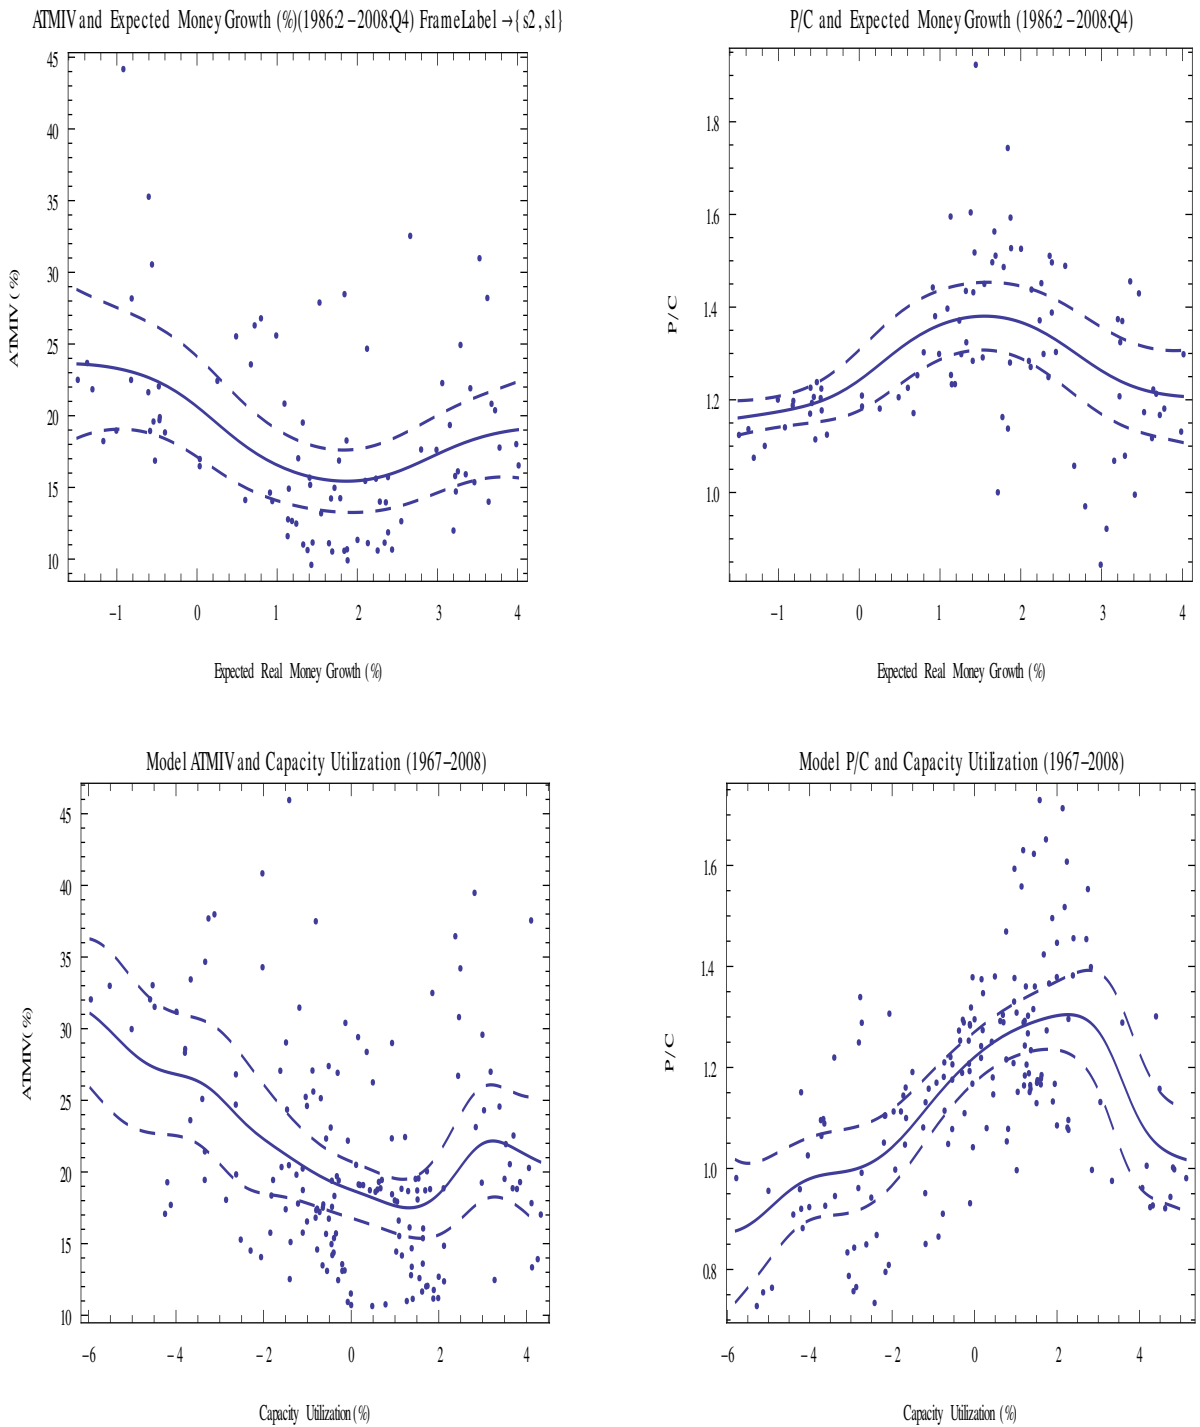 ATMIV and Expected Money Growth (%)(1986:2-2008:Q4) FrameLabel →{s2,s1}
45
40
35
30
25
20
15
10
ATMIV (%)
-1 0 1 2 3 4
Expected Real Money Growth (%)
P/C and Expected Money Growth (1986:2-2008:Q4)
1.8
1.6
1.4
1.2
1.0
P/C
-1 0 1 2 3 4
Expected Real Money Growth (%)
Model ATMIV and Capacity Utilization (1967-2008)
45
40
35
30
25
20
15
10
ATMIV(%)
-6 -4 -2 0 2 4
Capacity Utilization (%)
Model P/C and Capacity Utilization (1967-2008)
1.6
1.4
1.2
1.0
0.8
P/C
-6 -4 -2 0 2 4
Capacity Utilization (%)